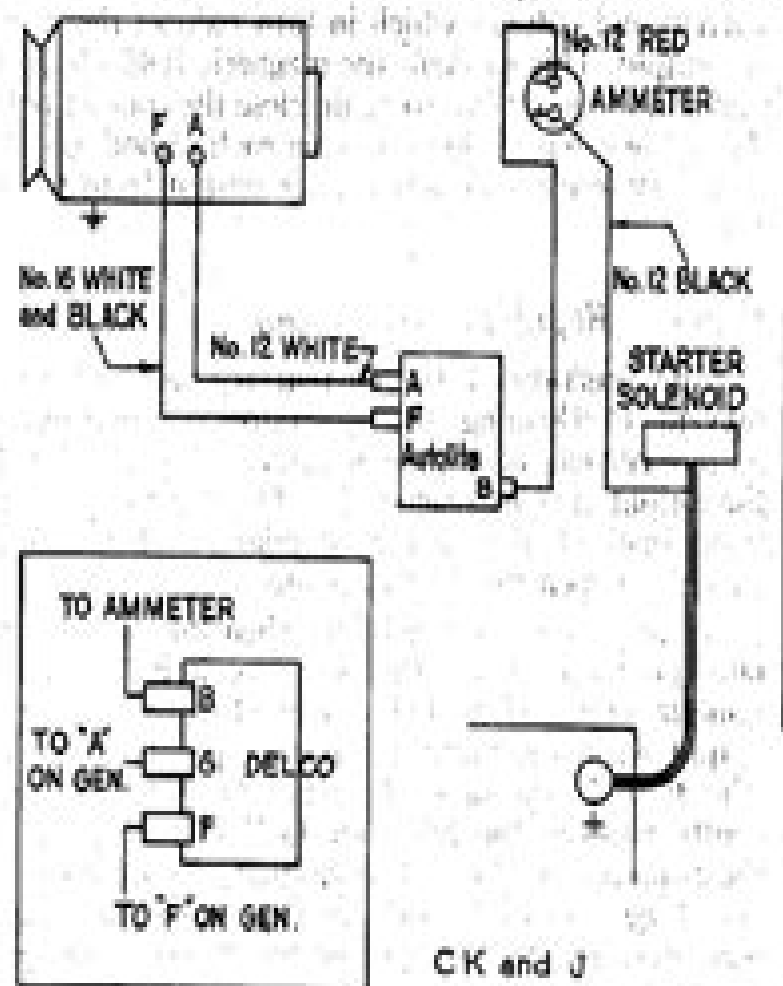 No. 12 RED
AMMETER
F A
No. 16 WHITE
and BLACK
No. 12 BLACK
No. 12 WHITE
STARTER
SOLENOID
A
F
Autolite
B
TO AMMETER
B
TO "A"
ON GEN.
G DELCO
F
TO "F" ON GEN.
CK and J